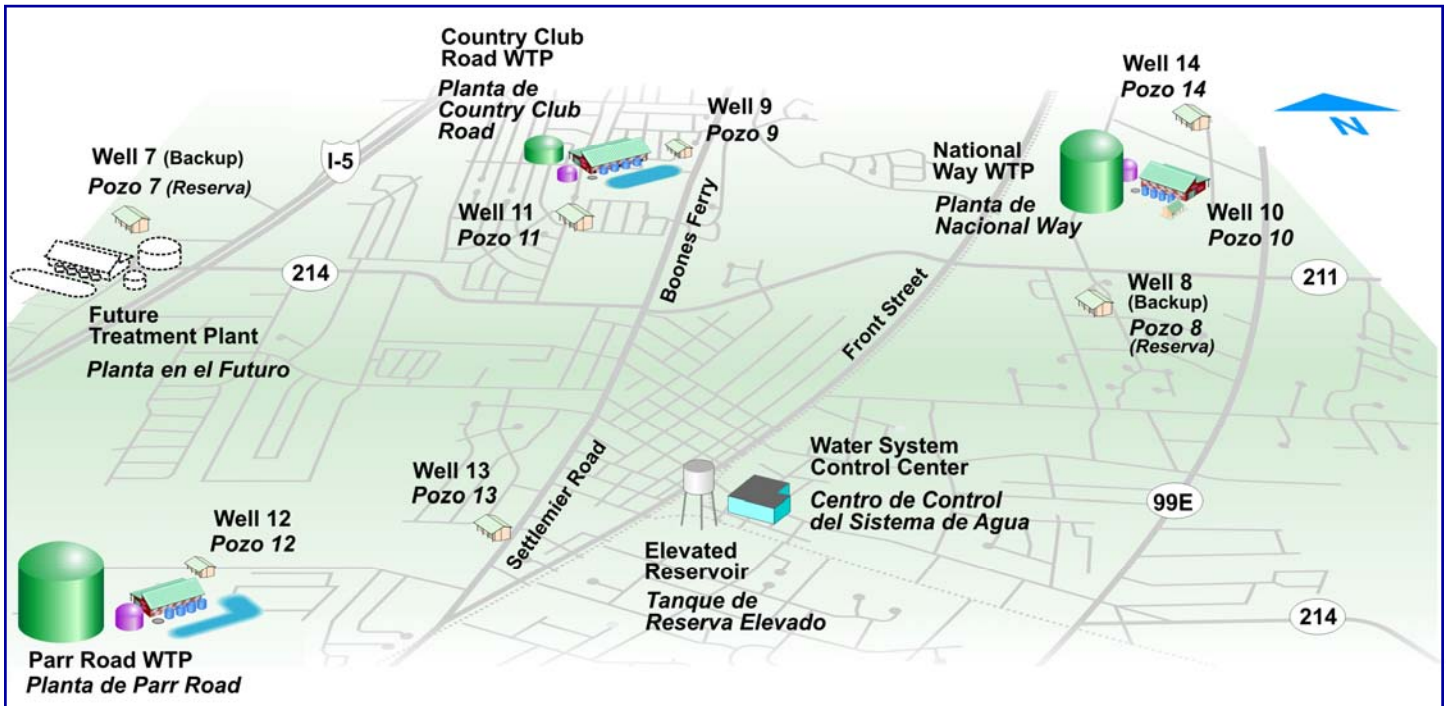 Country Club
Road WTP
Planta de
Country Club
Road
Well 9
Pozo 9
Well 14
Pozo 14
N
Well 7 (Backup)
Pozo 7 (Reserva)
I-5
National
Way WTP
Planta de
Nacional Way
Well 11
Pozo 11
Well 10
Pozo 10
Boones Ferry
214
211
Future
Treatment Plant
Planta en el Futuro
Front Street
Well 8
(Backup)
Pozo 8
(Reserva)
Well 13
Pozo 13
Settlemier Road
Water System
Control Center
Centro de Control
del Sistema de Agua
99E
Well 12
Pozo 12
Elevated
Reservoir
Tanque de
Reserva Elevado
214
Parr Road WTP
Planta de Parr Road